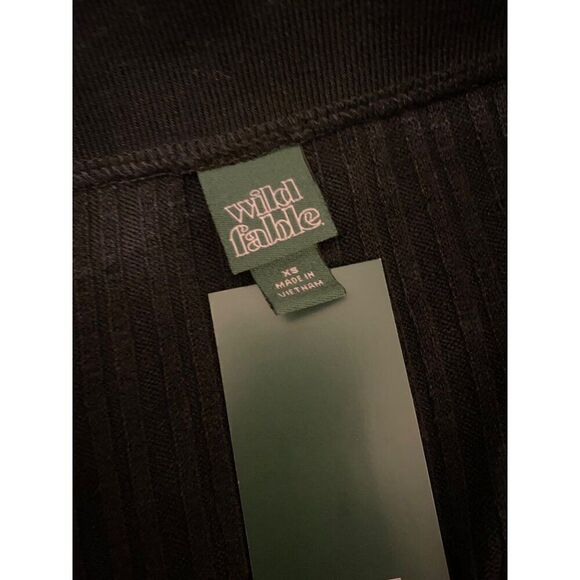 wild
fable.
XS
MADE IN
VIETNAM